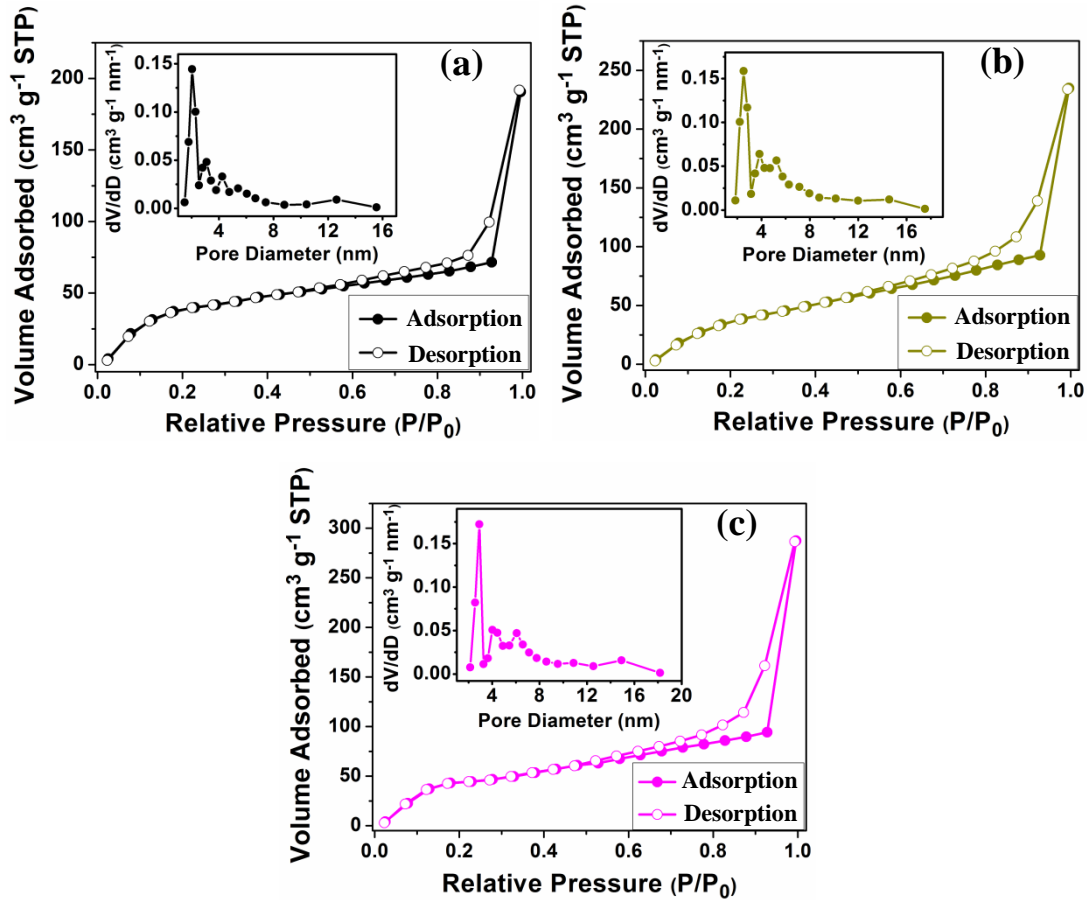 (a)
Volume Adsorbed (cm³ g⁻¹ STP)
200
150
100
50
0
0.0 0.2 0.4 0.6 0.8 1.0
Relative Pressure (P/P₀)
dV/dD (cm³ g⁻¹ nm⁻¹)
0.15
0.10
0.05
0.00
4 8 12 16
Pore Diameter (nm)
Adsorption
Desorption
(b)
Volume Adsorbed (cm³ g⁻¹ STP)
250
200
150
100
50
0
0.0 0.2 0.4 0.6 0.8 1.0
Relative Pressure (P/P₀)
dV/dD (cm³ g⁻¹ nm⁻¹)
0.15
0.10
0.05
0.00
4 8 12 16
Pore Diameter (nm)
Adsorption
Desorption
(c)
Volume Adsorbed (cm³ g⁻¹ STP)
300
250
200
150
100
50
0
0.0 0.2 0.4 0.6 0.8 1.0
Relative Pressure (P/P₀)
dV/dD (cm³ g⁻¹ nm⁻¹)
0.15
0.10
0.05
0.00
4 8 12 16 20
Pore Diameter (nm)
Adsorption
Desorption